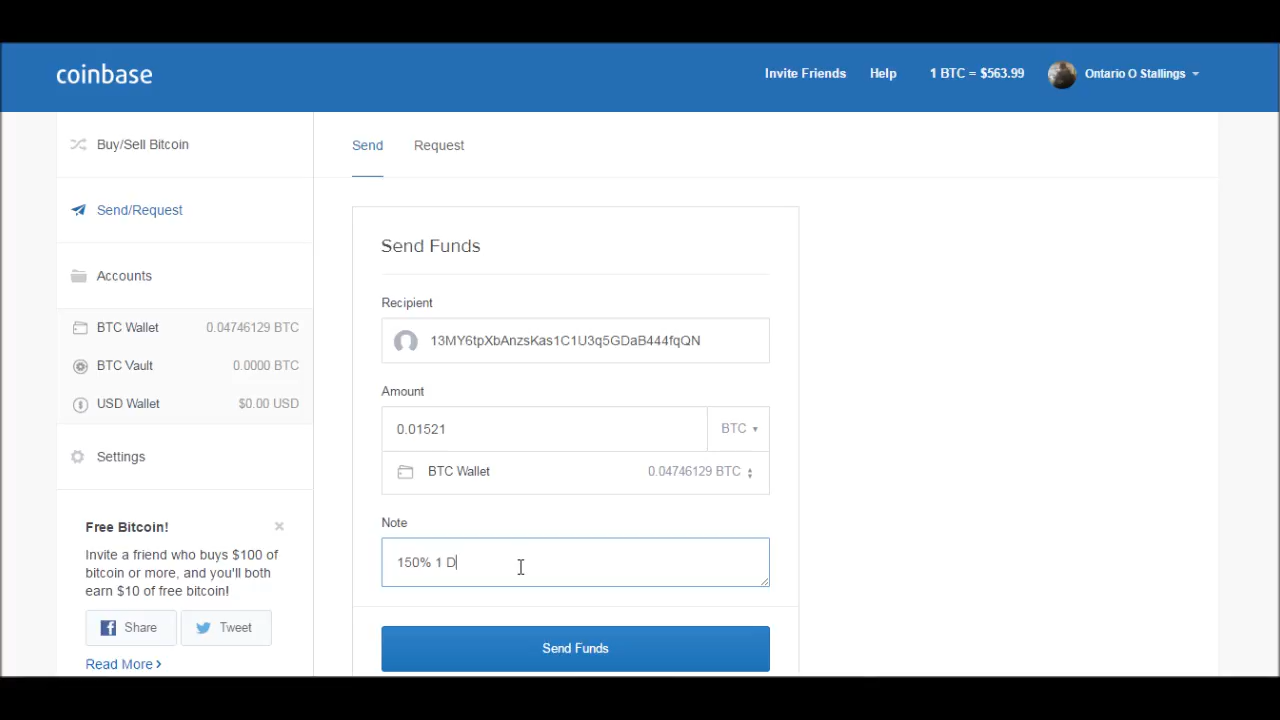 coinbase
Invite Friends Help 1 BTC = $563.99 Ontario O Stallings
Buy/Sell Bitcoin
Send/Request
Accounts
BTC Wallet 0.04746129 BTC
BTC Vault 0.0000 BTC
USD Wallet $0.00 USD
Settings
Free Bitcoin!
Invite a friend who buys $100 of
bitcoin or more, and you'll both
earn $10 of free bitcoin!
Share Tweet
Read More
Send Request
Send Funds
Recipient
13MY6tpXbAnzsKas1C1U3q5GDaB444fqQN
Amount
0.01521 BTC
BTC Wallet 0.04746129 BTC
Note
150% 1 D
Send Funds